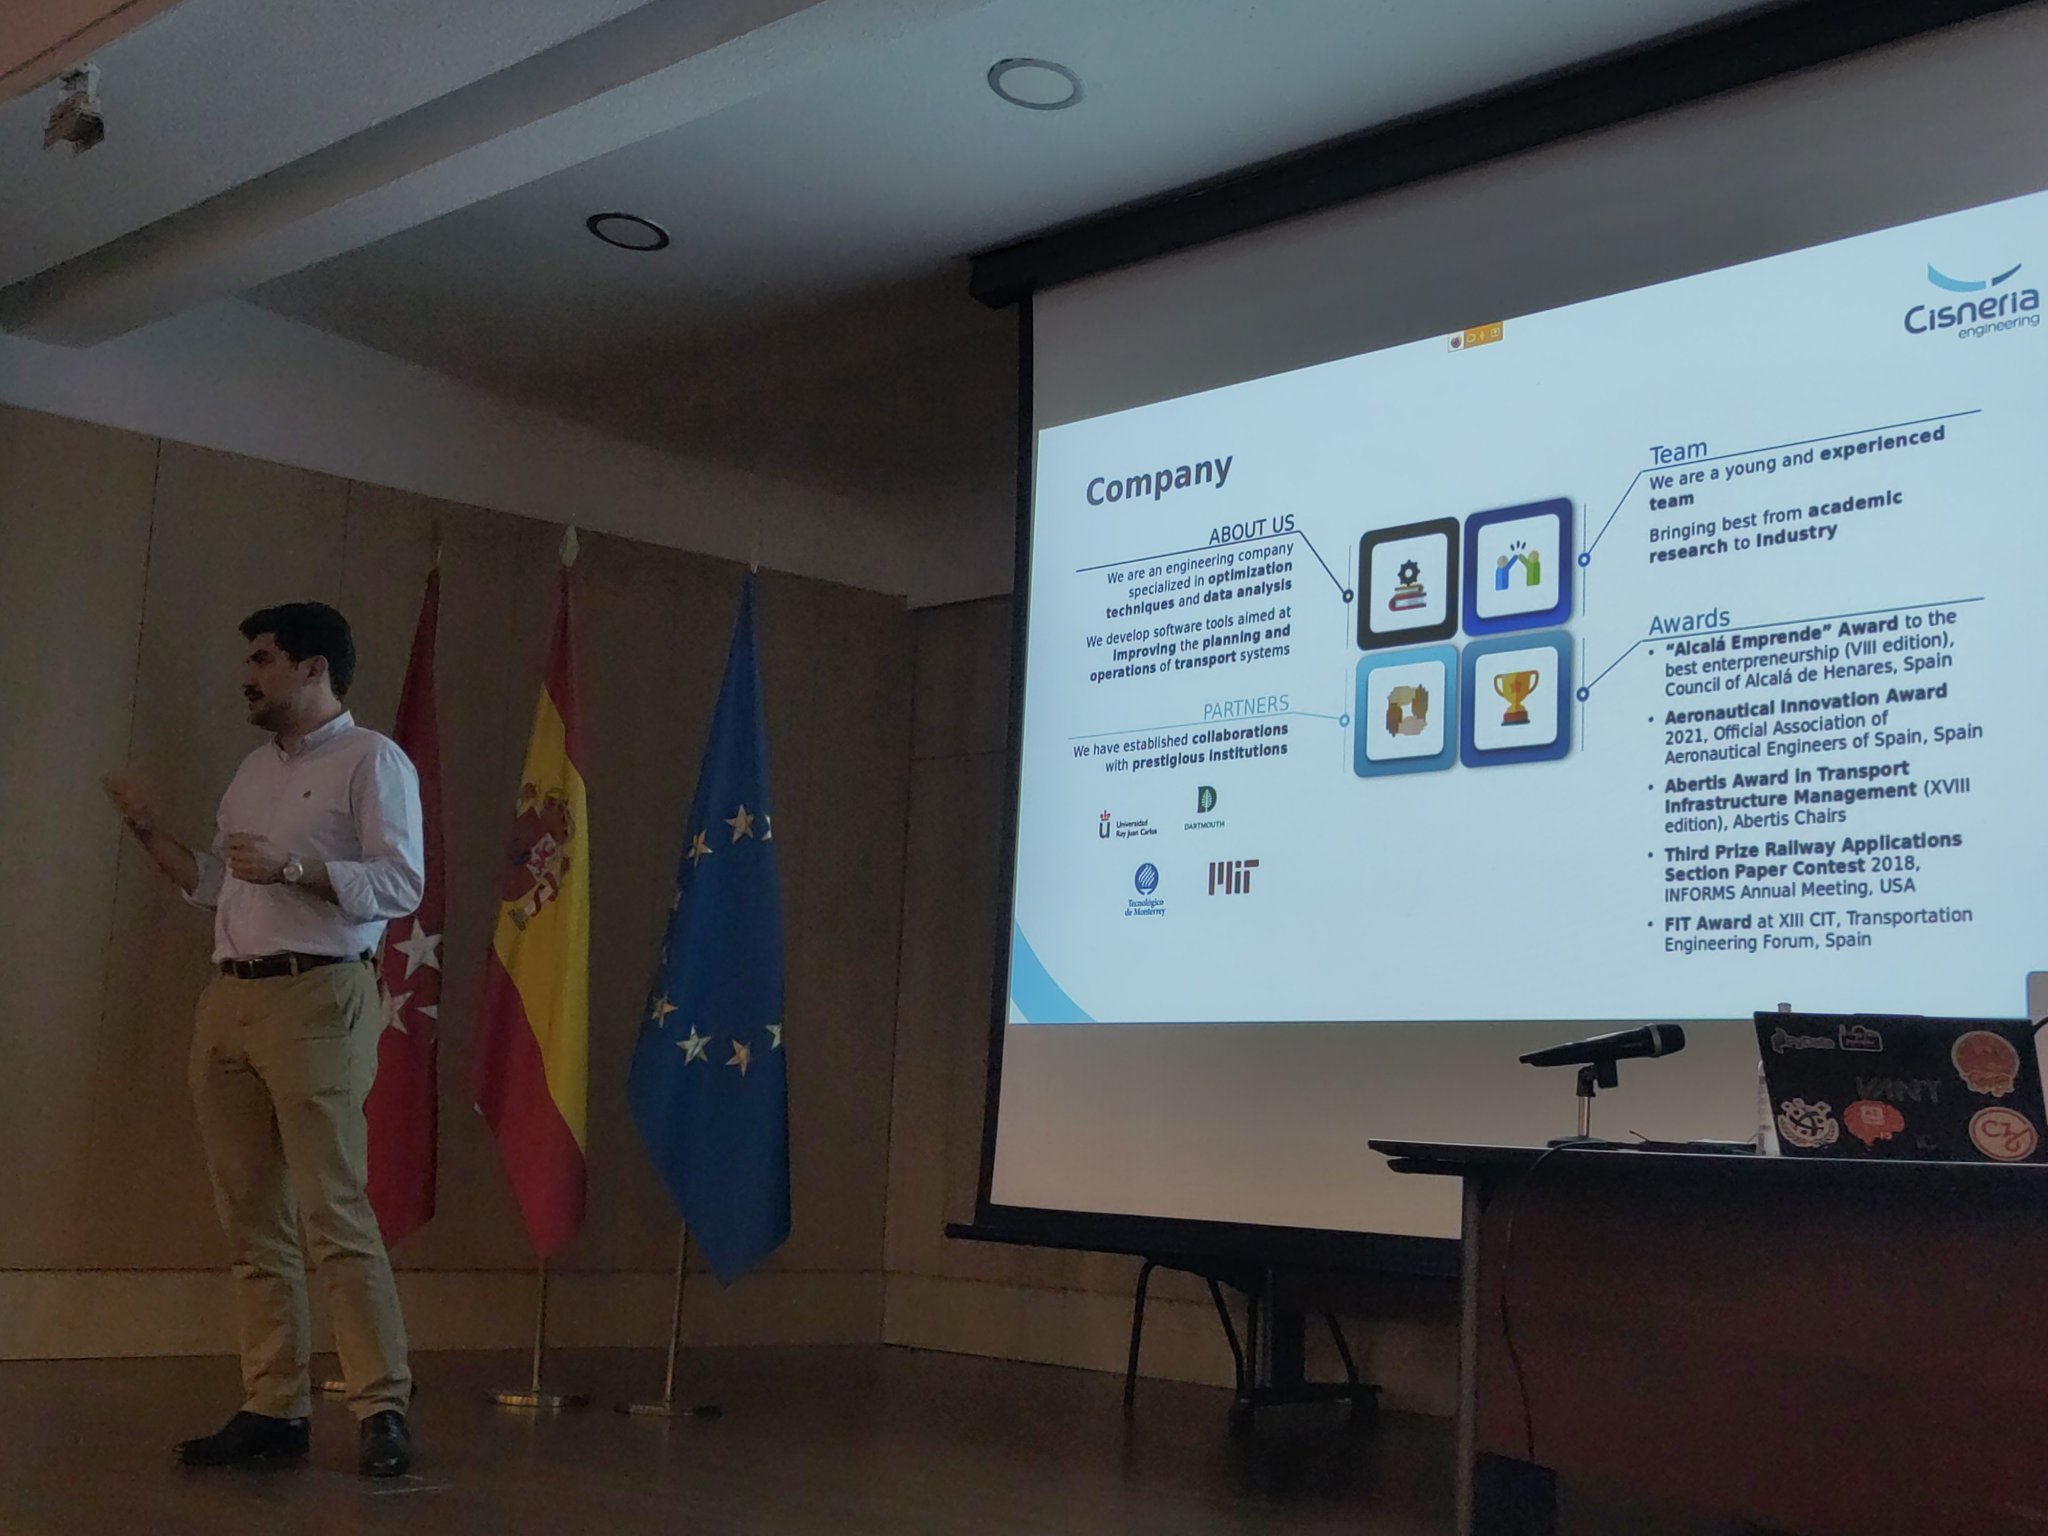 Cisneria
engineering
Company
ABOUT US
We are an engineering company
specialized in optimization
techniques and data analysis
We develop software tools aimed at
improving the planning and
operations of transport systems
PARTNERS
We have established collaborations
with prestigious institutions
Universidad
Rey Juan Carlos
D
DARTMOUTH
Tecnológico
de Monterrey
MIT
Team
We are a young and experienced
team
Bringing best from academic
research to Industry
Awards
• “Alcalá Emprende” Award to the
best enterpreneurship (VIII edition),
Council of Alcalá de Henares, Spain
• Aeronautical Innovation Award
2021, Official Association of
Aeronautical Engineers of Spain, Spain
• Abertis Award in Transport
Infrastructure Management (XVIII
edition), Abertis Chairs
• Third Prize Railway Applications
Section Paper Contest 2018,
INFORMS Annual Meeting, USA
• FIT Award at XIII CIT, Transportation
Engineering Forum, Spain